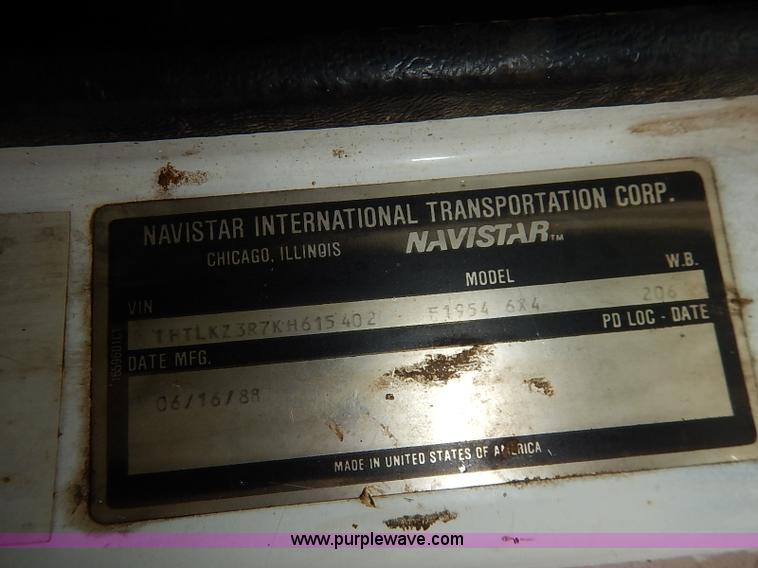 NAVISTAR INTERNATIONAL TRANSPORTATION CORP.
CHICAGO, ILLINOIS NAVISTAR™
VIN MODEL W.B.
1HTLKZ3R7KH615402 F1954 6X4 206
DATE MFG. PD LOC - DATE
06/16/88
MADE IN UNITED STATES OF AMERICA
www.purplewave.com